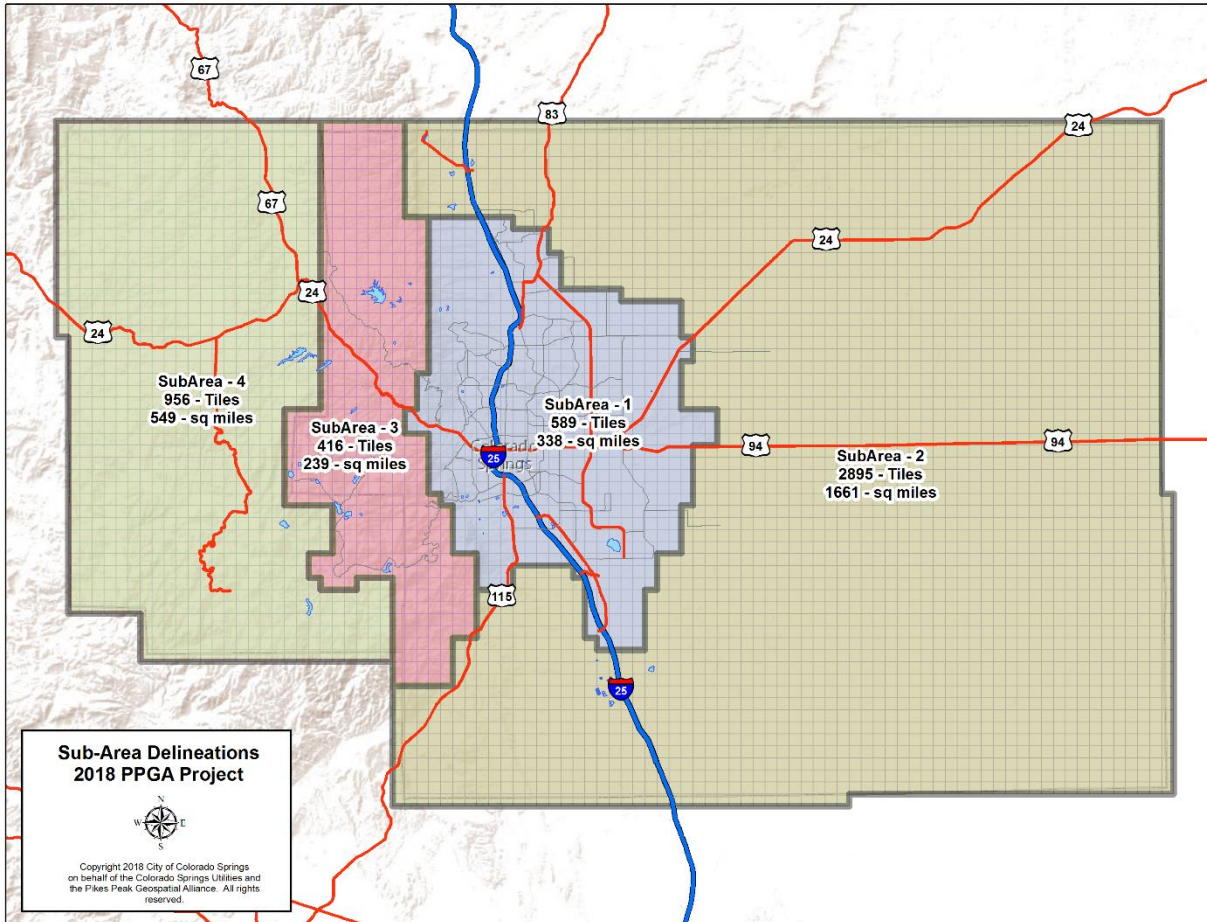 67
83
24
67
24
24
24
SubArea - 4
956 - Tiles
549 - sq miles
SubArea - 3
416 - Tiles
239 - sq miles
SubArea - 1
589 - Tiles
338 - sq miles
Colorado
Springs
25
94
94
SubArea - 2
2895 - Tiles
1661 - sq miles
115
25
Sub-Area Delineations
2018 PPGA Project
N
W
E
S
Copyright 2018 City of Colorado Springs
on behalf of the Colorado Springs Utilities and
the Pikes Peak Geospatial Alliance. All rights
reserved.